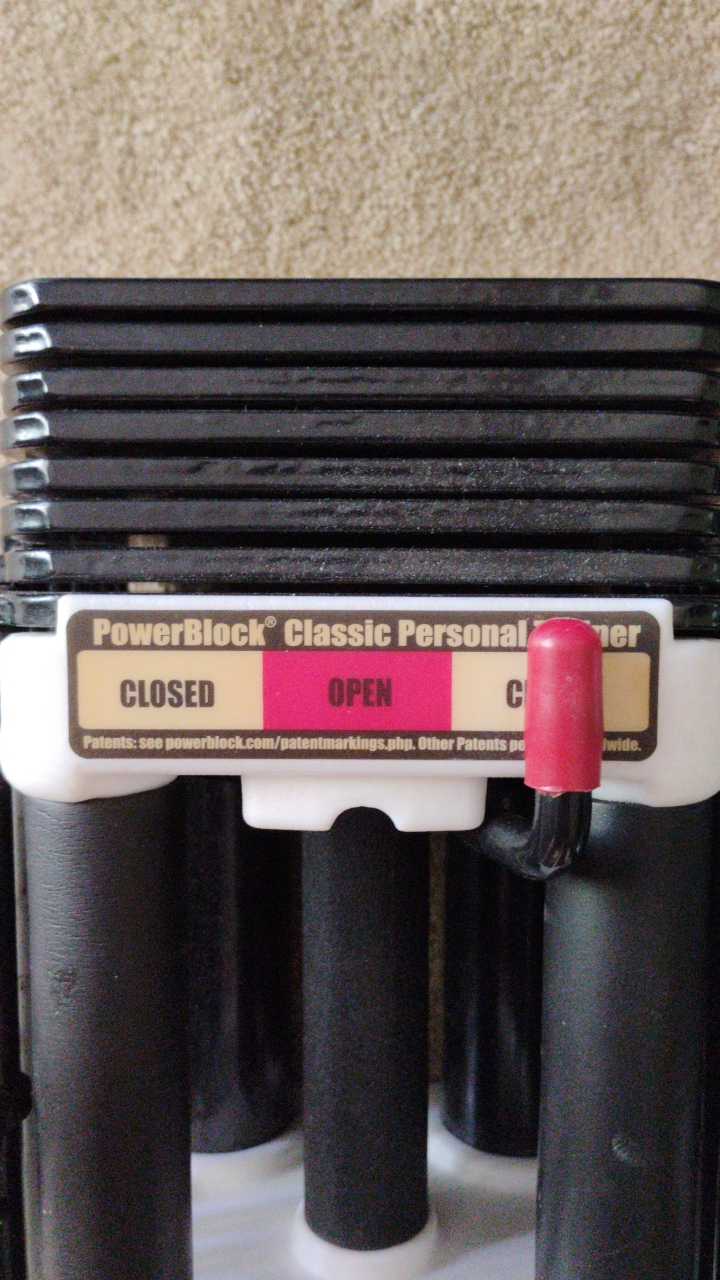 PowerBlock® Classic Personal
CLOSED OPEN
Patents: see powerblock.com/patentmarkings.php. Other Patents